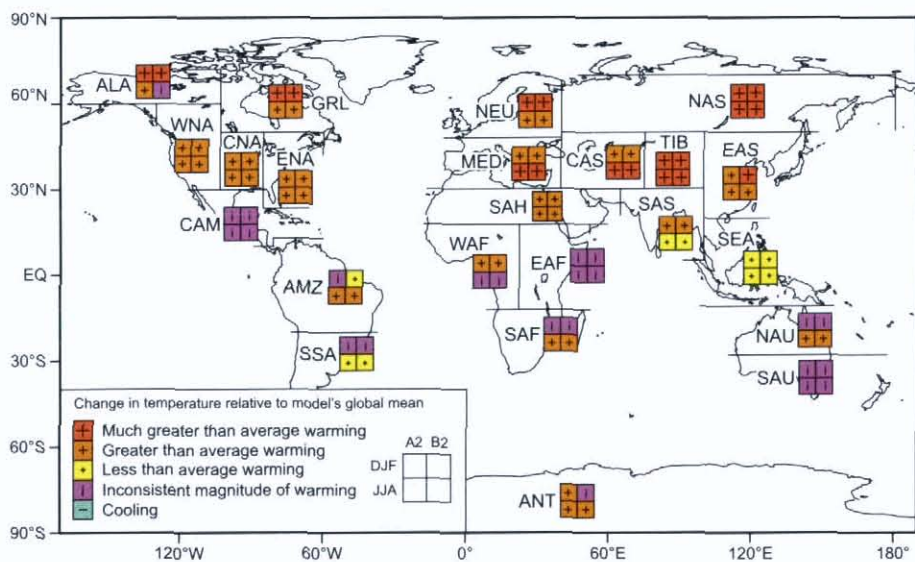 90°N
60°N
30°N
EQ
30°S
60°S
90°S
120°W
60°W
0°
60°E
120°E
180°
ALA
GRL
WNA
CNA
ENA
CAM
AMZ
SSA
NEU
NAS
MED
CAS
TIB
EAS
SAH
SAS
WAF
EAF
SEA
SAF
NAU
SAU
ANT
Change in temperature relative to model's global mean
+ Much greater than average warming
+ Greater than average warming
+ Less than average warming
i Inconsistent magnitude of warming
− Cooling
A2 B2
DJF
JJA